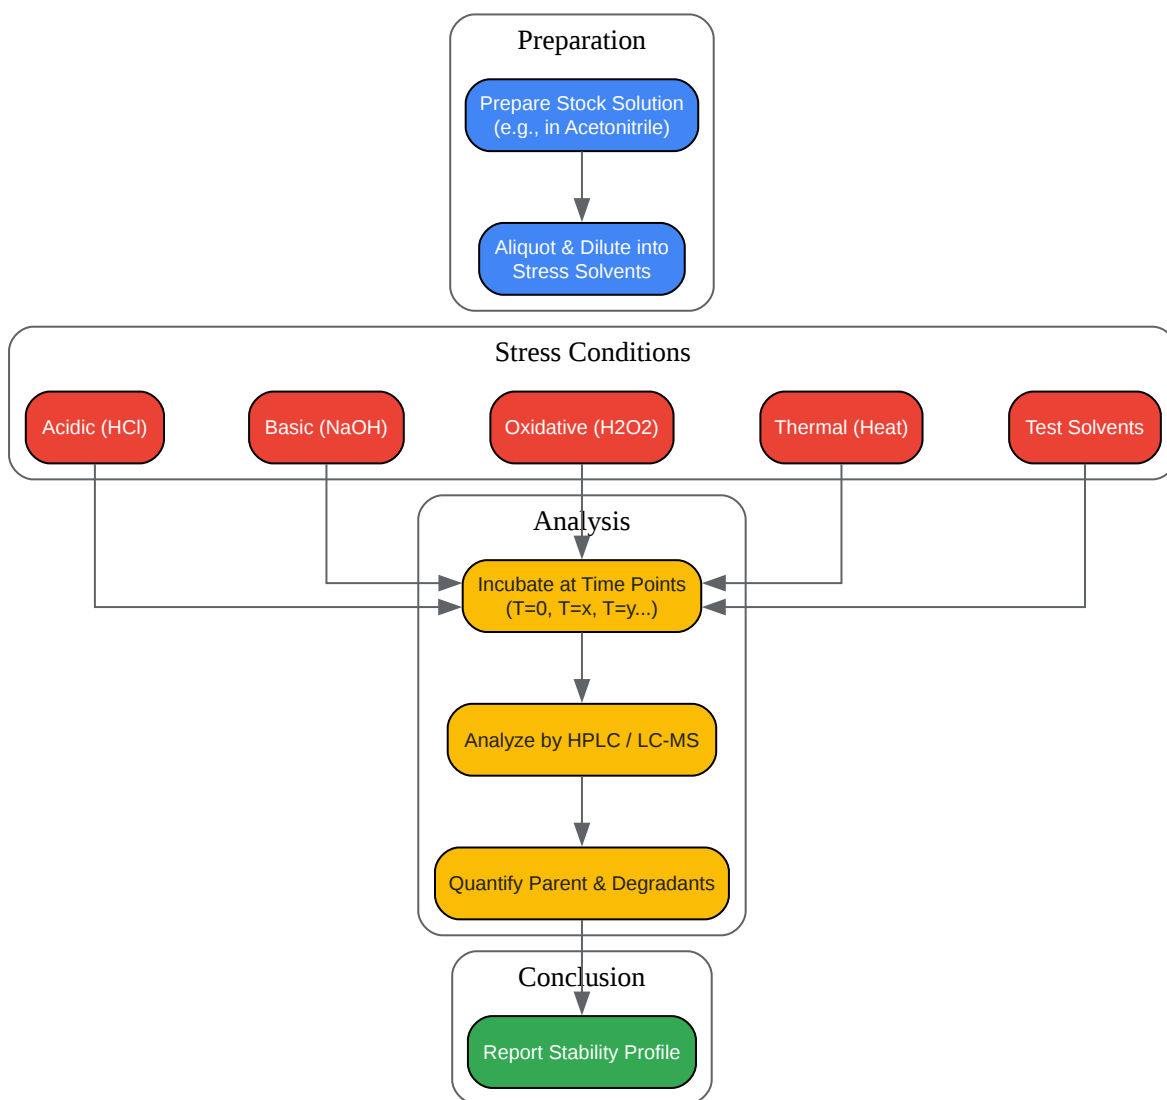 Preparation
Prepare Stock Solution
(e.g., in Acetonitrile)
Aliquot & Dilute into
Stress Solvents
Stress Conditions
Acidic (HCl)
Basic (NaOH)
Oxidative (H2O2)
Thermal (Heat)
Test Solvents
Analysis
Incubate at Time Points
(T=0, T=x, T=y...)
Analyze by HPLC / LC-MS
Quantify Parent & Degradants
Conclusion
Report Stability Profile